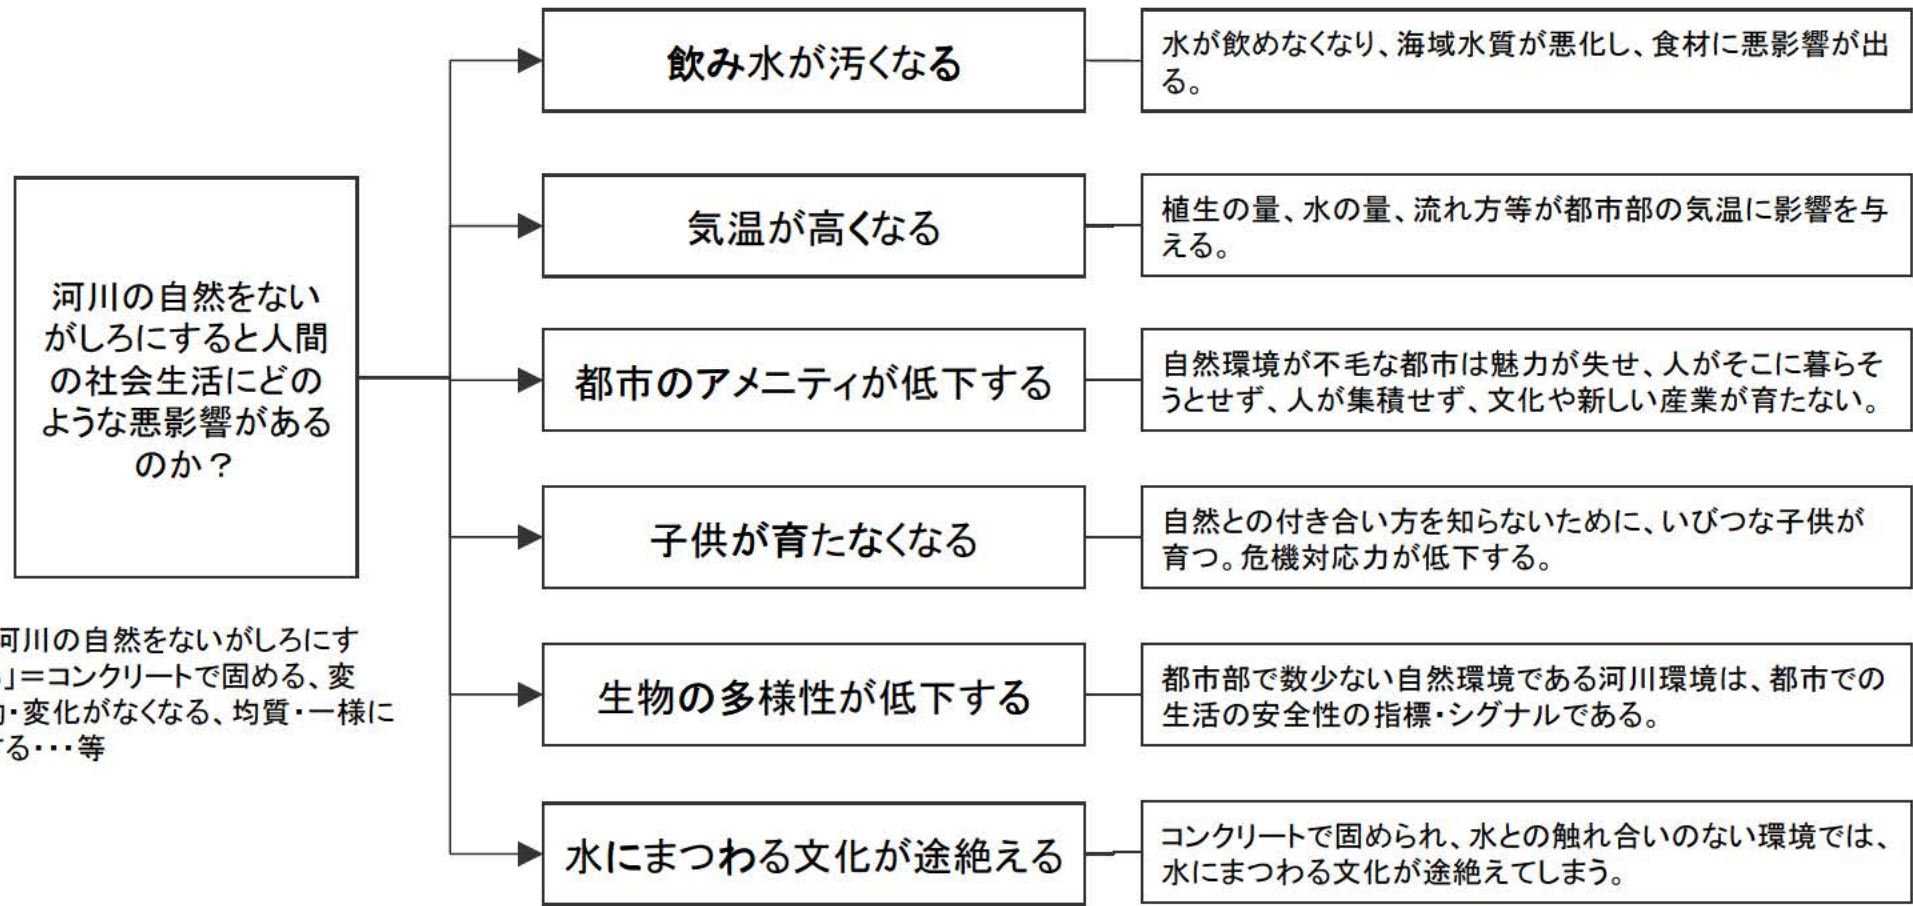 河川の自然をない
がしろにすると人間
の社会生活にどの
ような悪影響がある
のか？
河川の自然をないがしろにす
」＝コンクリートで固める、変
・変化がなくなる、均質・一様に
る・・・等
飲み水が汚くなる
水が飲めなくなり、海域水質が悪化し、食材に悪影響が出
る。
気温が高くなる
植生の量、水の量、流れ方等が都市部の気温に影響を与
える。
都市のアメニティが低下する
自然環境が不毛な都市は魅力が失せ、人がそこに暮らそ
うとせず、人が集積せず、文化や新しい産業が育たない。
子供が育たなくなる
自然との付き合い方を知らないために、いびつな子供が
育つ。危機対応力が低下する。
生物の多様性が低下する
都市部で数少ない自然環境である河川環境は、都市での
生活の安全性の指標・シグナルである。
水にまつわる文化が途絶える
コンクリートで固められ、水との触れ合いのない環境では、
水にまつわる文化が途絶えてしまう。